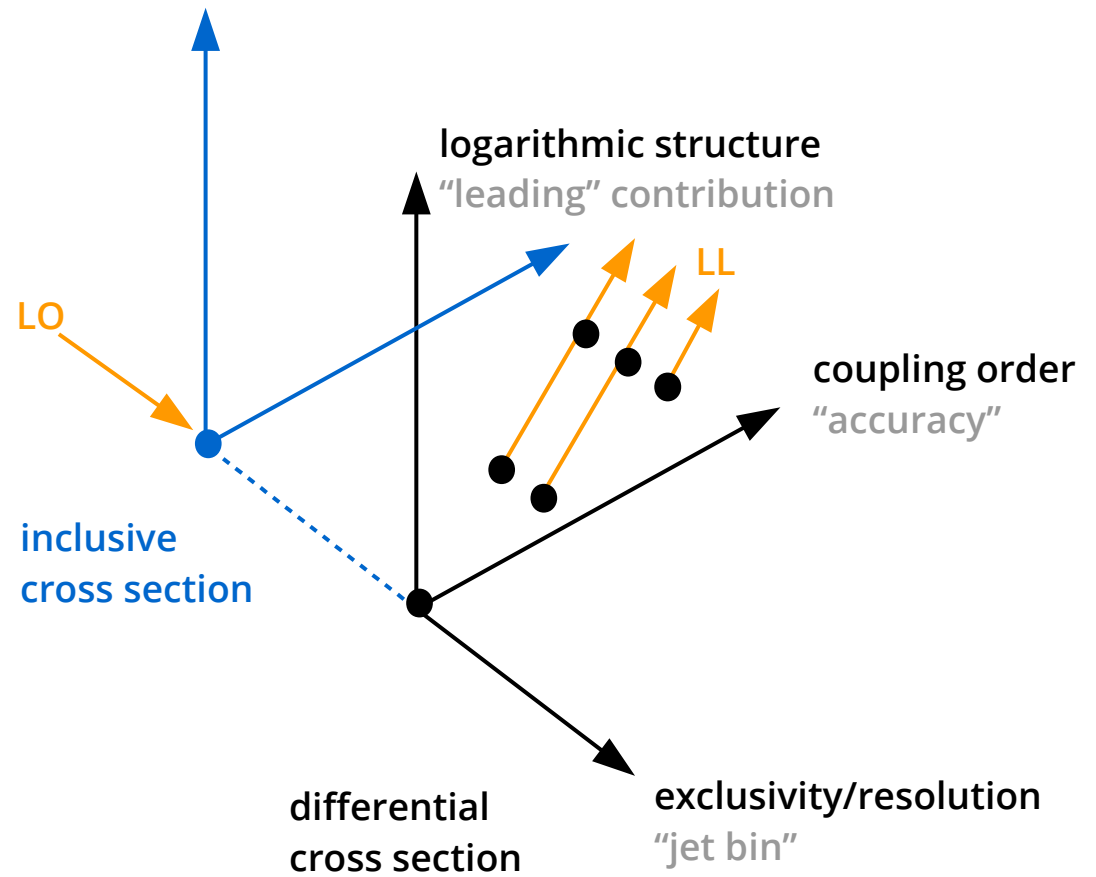 logarithmic structure
“leading” contribution
LL
LO
coupling order
“accuracy”
inclusive
cross section
differential
cross section
exclusivity/resolution
“jet bin”